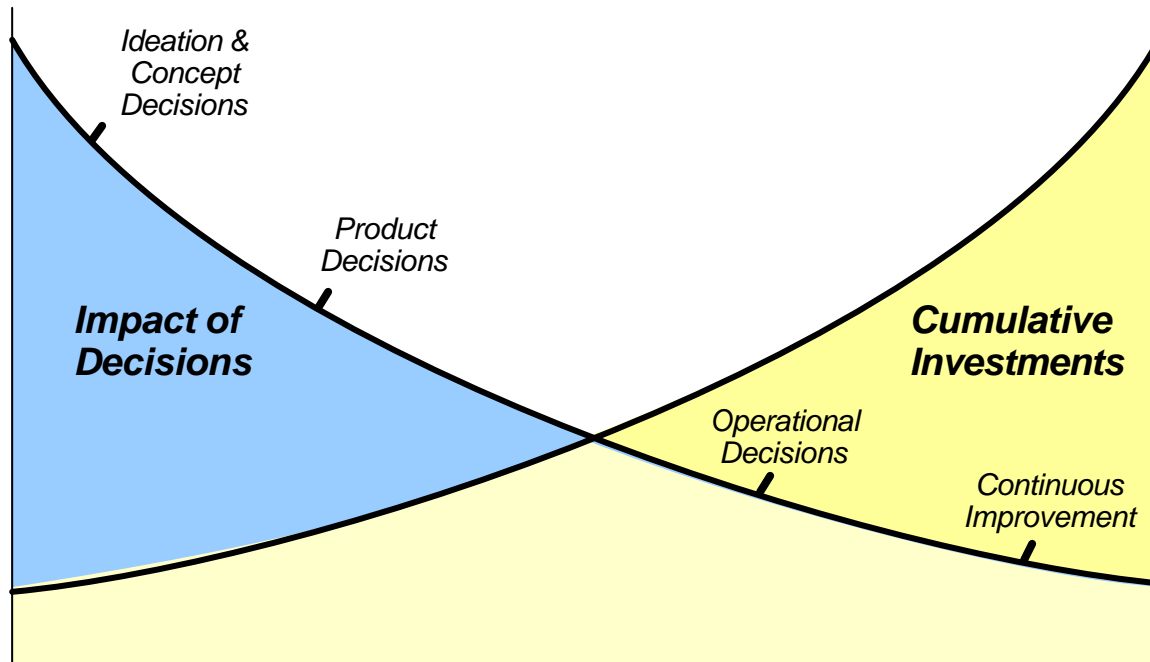 Ideation &
Concept
Decisions
Product
Decisions
Impact of
Decisions
Cumulative
Investments
Operational
Decisions
Continuous
Improvement